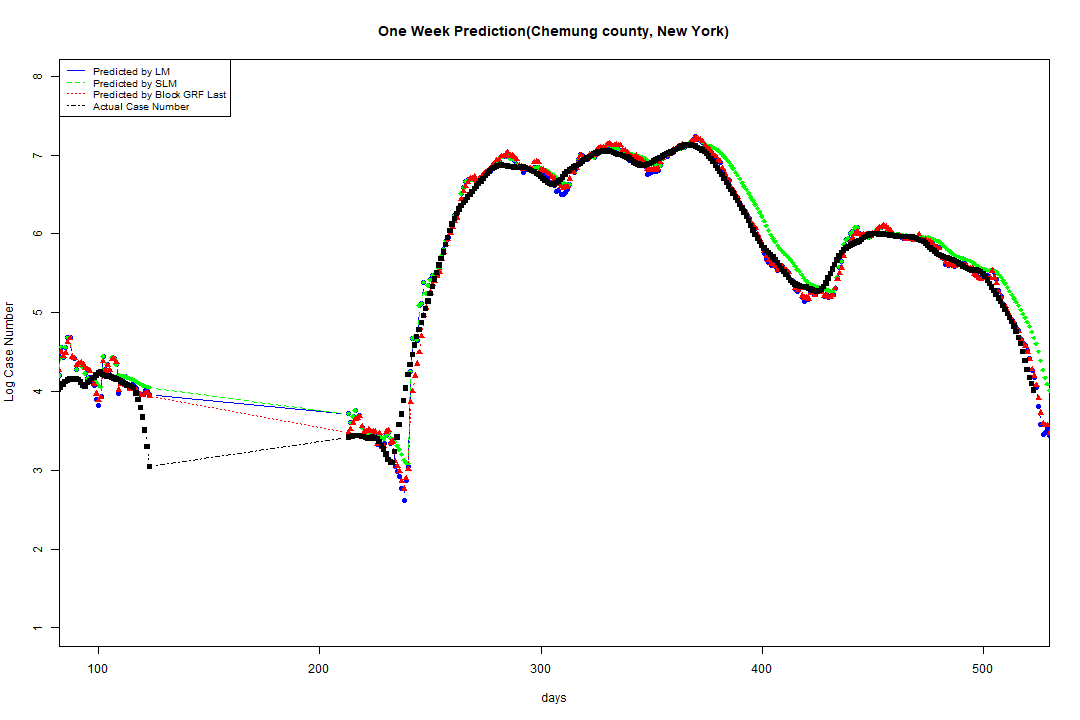 One Week Prediction(Chemung county, New York)
Predicted by LM
Predicted by SLM
Predicted by Block GRF Last
Actual Case Number
8
7
6
5
4
3
2
1
Log Case Number
100 200 300 400 500
days